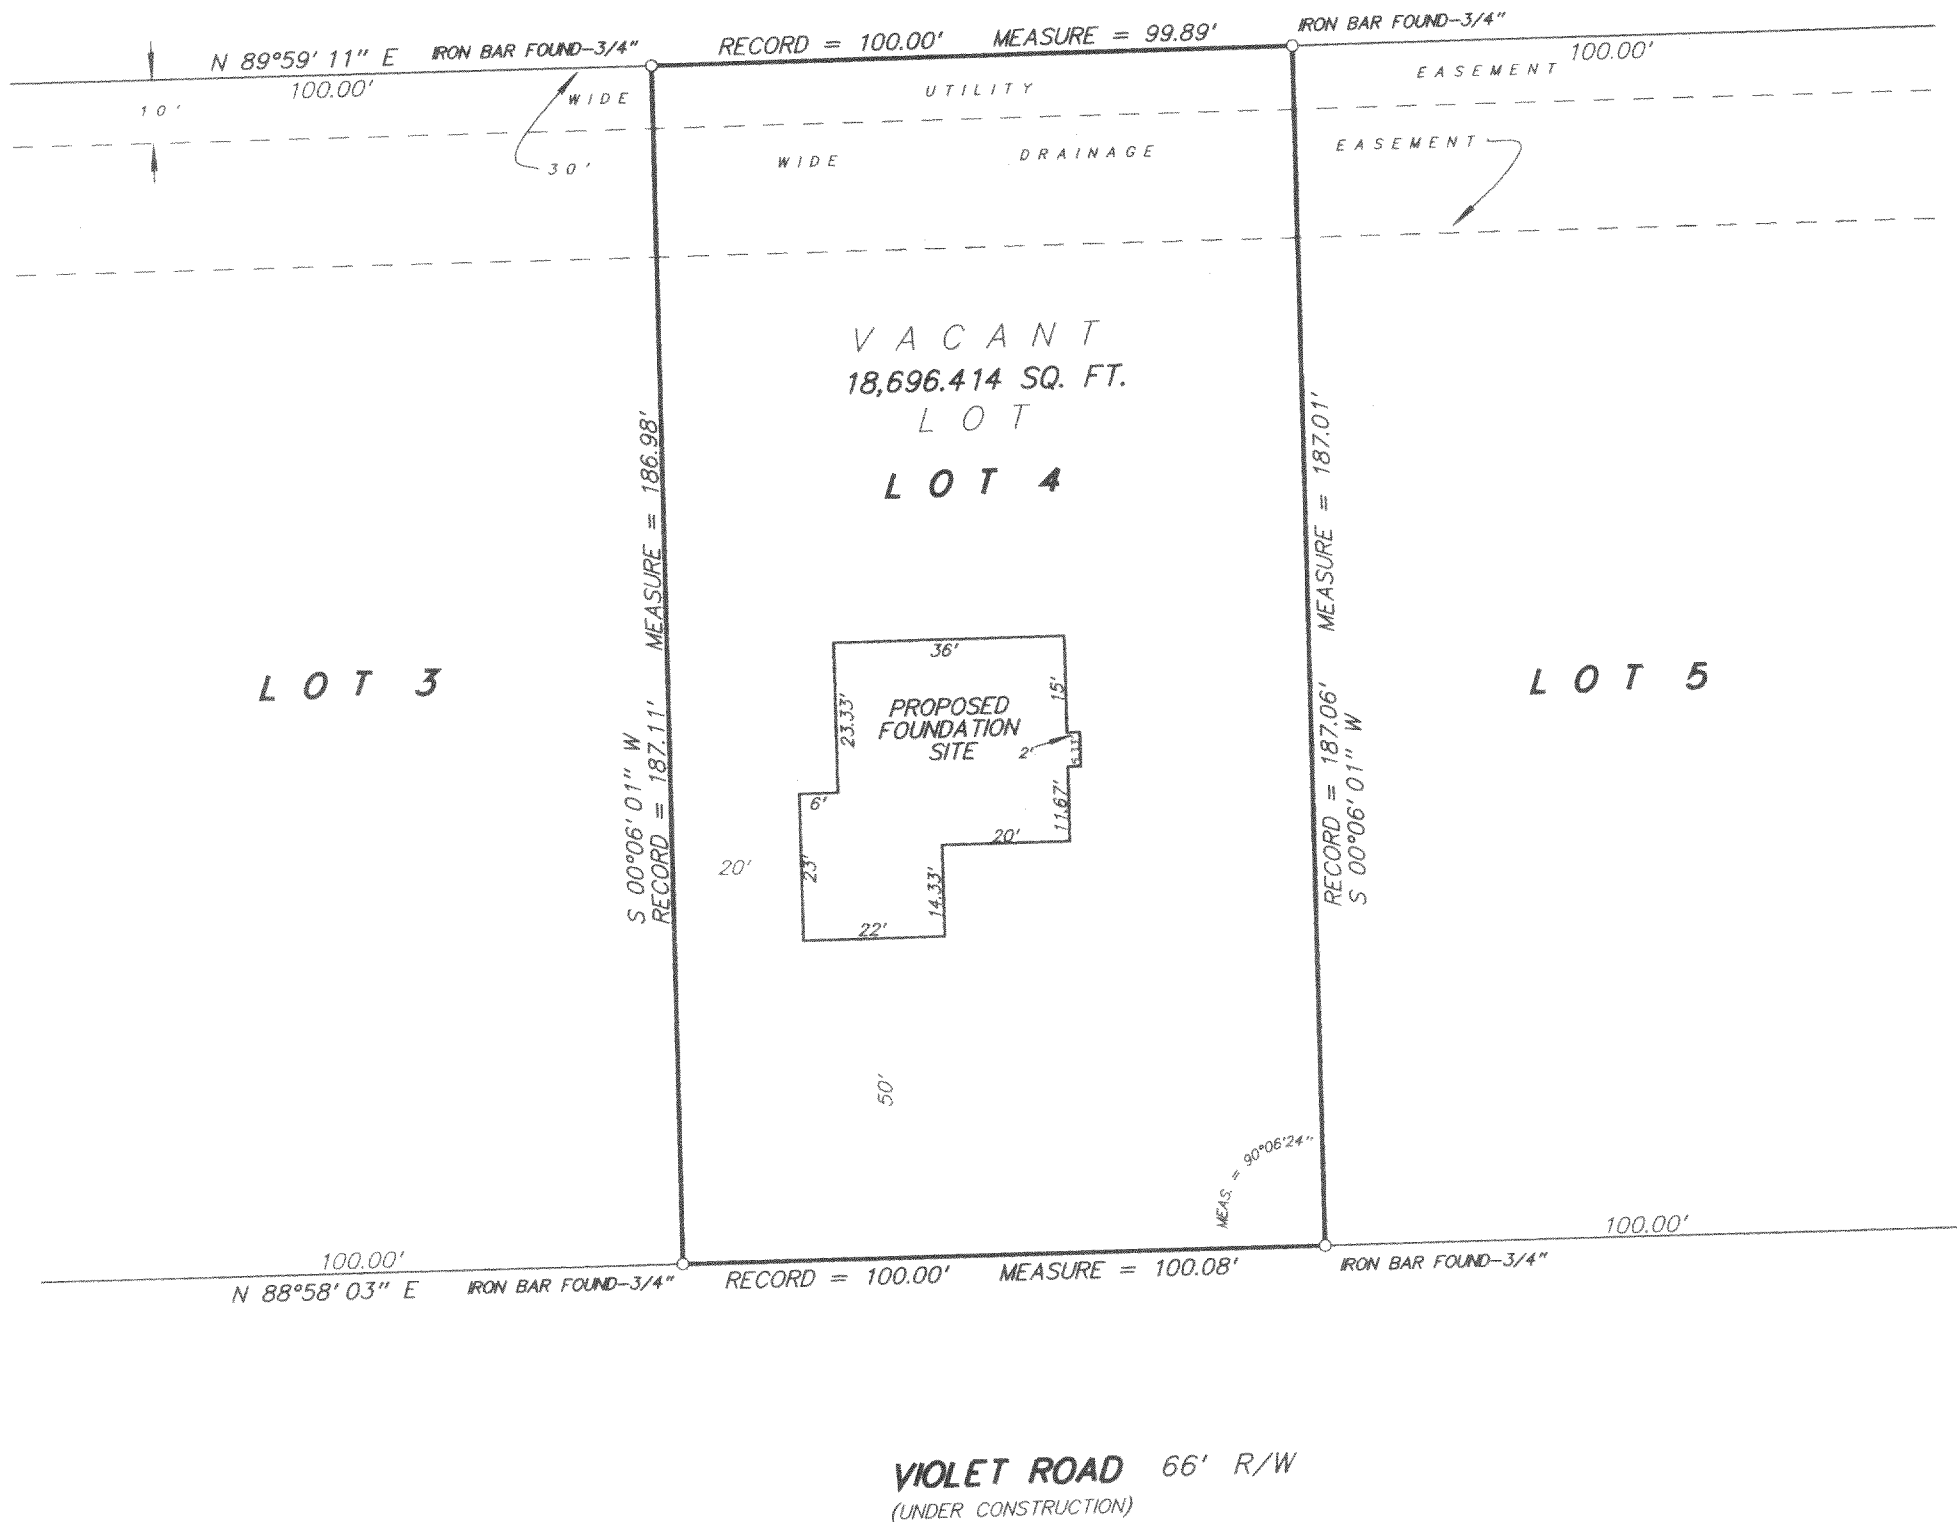 N 89°59' 11" E
IRON BAR FOUND-3/4"
RECORD = 100.00'
MEASURE = 99.89'
IRON BAR FOUND-3/4"
100.00'
100.00'
10'
WIDE
UTILITY
EASEMENT
30'
WIDE
DRAINAGE
EASEMENT
VACANT
18,696.414 SQ. FT.
LOT
LOT 4
S 00°06' 01" W
RECORD = 187.11' MEASURE = 186.98'
RECORD = 187.06' MEASURE = 187.01'
S 00°06' 01" W
LOT 3
LOT 5
36'
23.33'
PROPOSED
FOUNDATION
SITE
15'
2'
5.33'
11.67'
6'
20'
23'
14.33'
22'
20'
50'
MEAS. = 90°06'24"
100.00'
N 88°58' 03" E
IRON BAR FOUND-3/4"
RECORD = 100.00'
MEASURE = 100.08'
IRON BAR FOUND-3/4"
100.00'
VIOLET ROAD 66' R/W
(UNDER CONSTRUCTION)